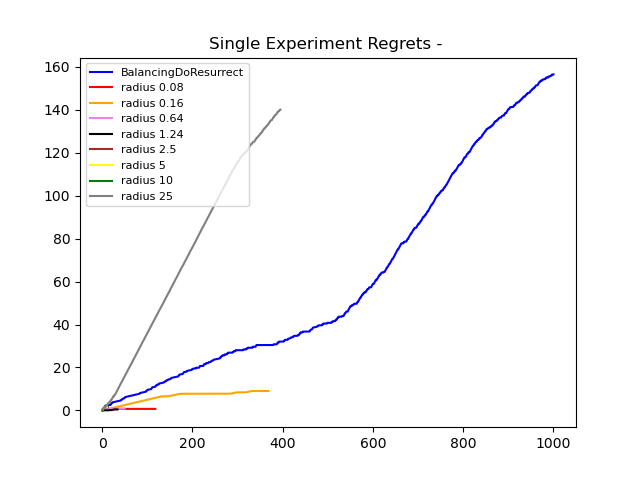 Single Experiment Regrets -
BalancingDoResurrect
radius 0.08
radius 0.16
radius 0.64
radius 1.24
radius 2.5
radius 5
radius 10
radius 25
160
140
120
100
80
60
40
20
0
0 200 400 600 800 1000